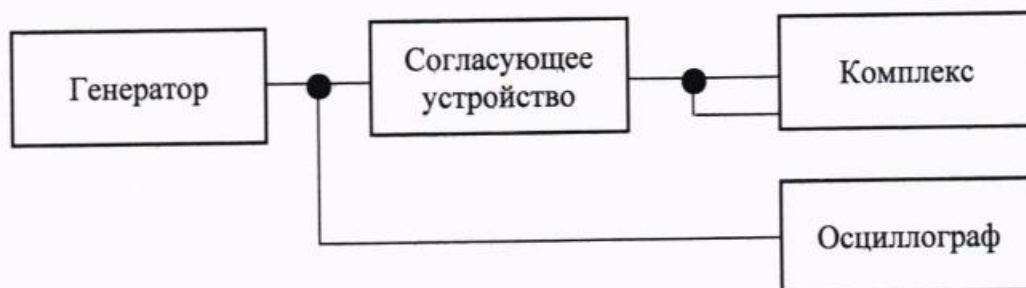 Генератор
Согласующее
устройство
Комплекс
Осциллограф